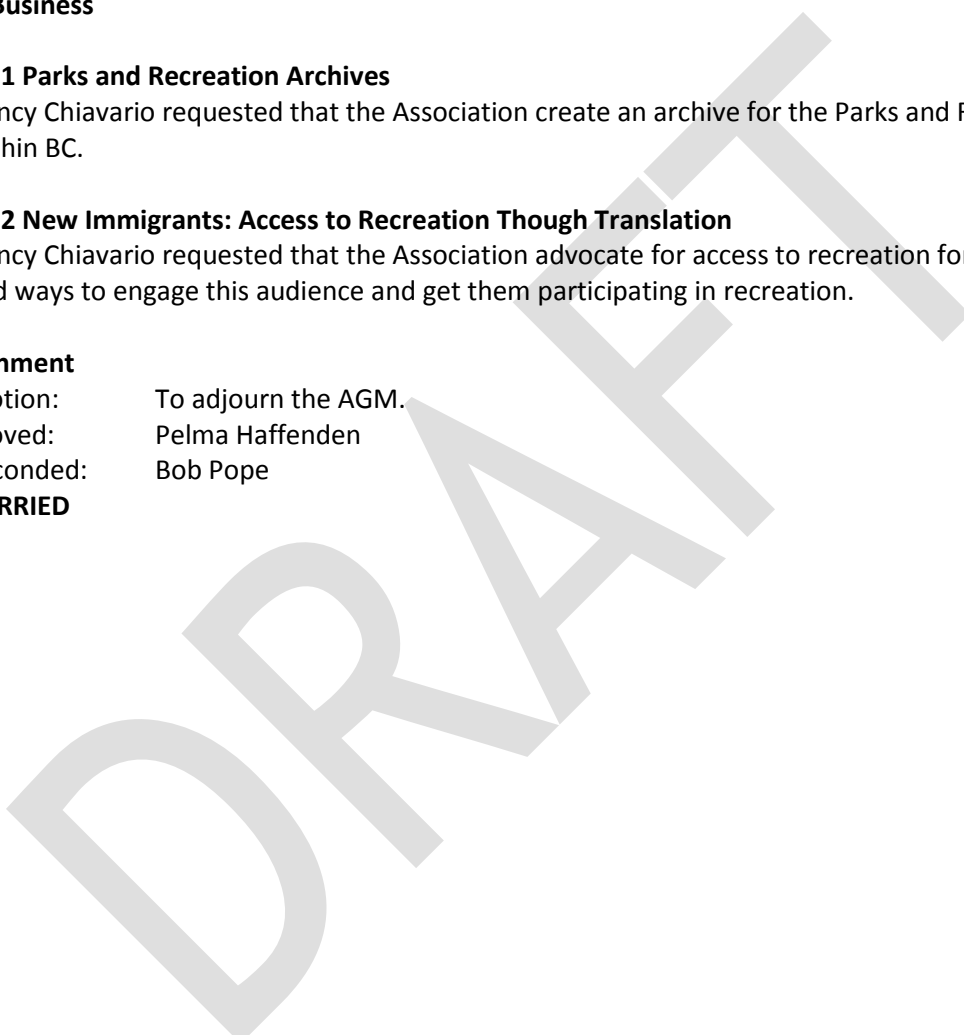 Business
1 Parks and Recreation Archives
ncy Chiavario requested that the Association create an archive for the Parks and
hin BC.
2 New Immigrants: Access to Recreation Though Translation
ncy Chiavario requested that the Association advocate for access to recreation for
d ways to engage this audience and get them participating in recreation.
nment
otion: To adjourn the AGM.
oved: Pelma Haffenden
conded: Bob Pope
RRIED
DRAFT